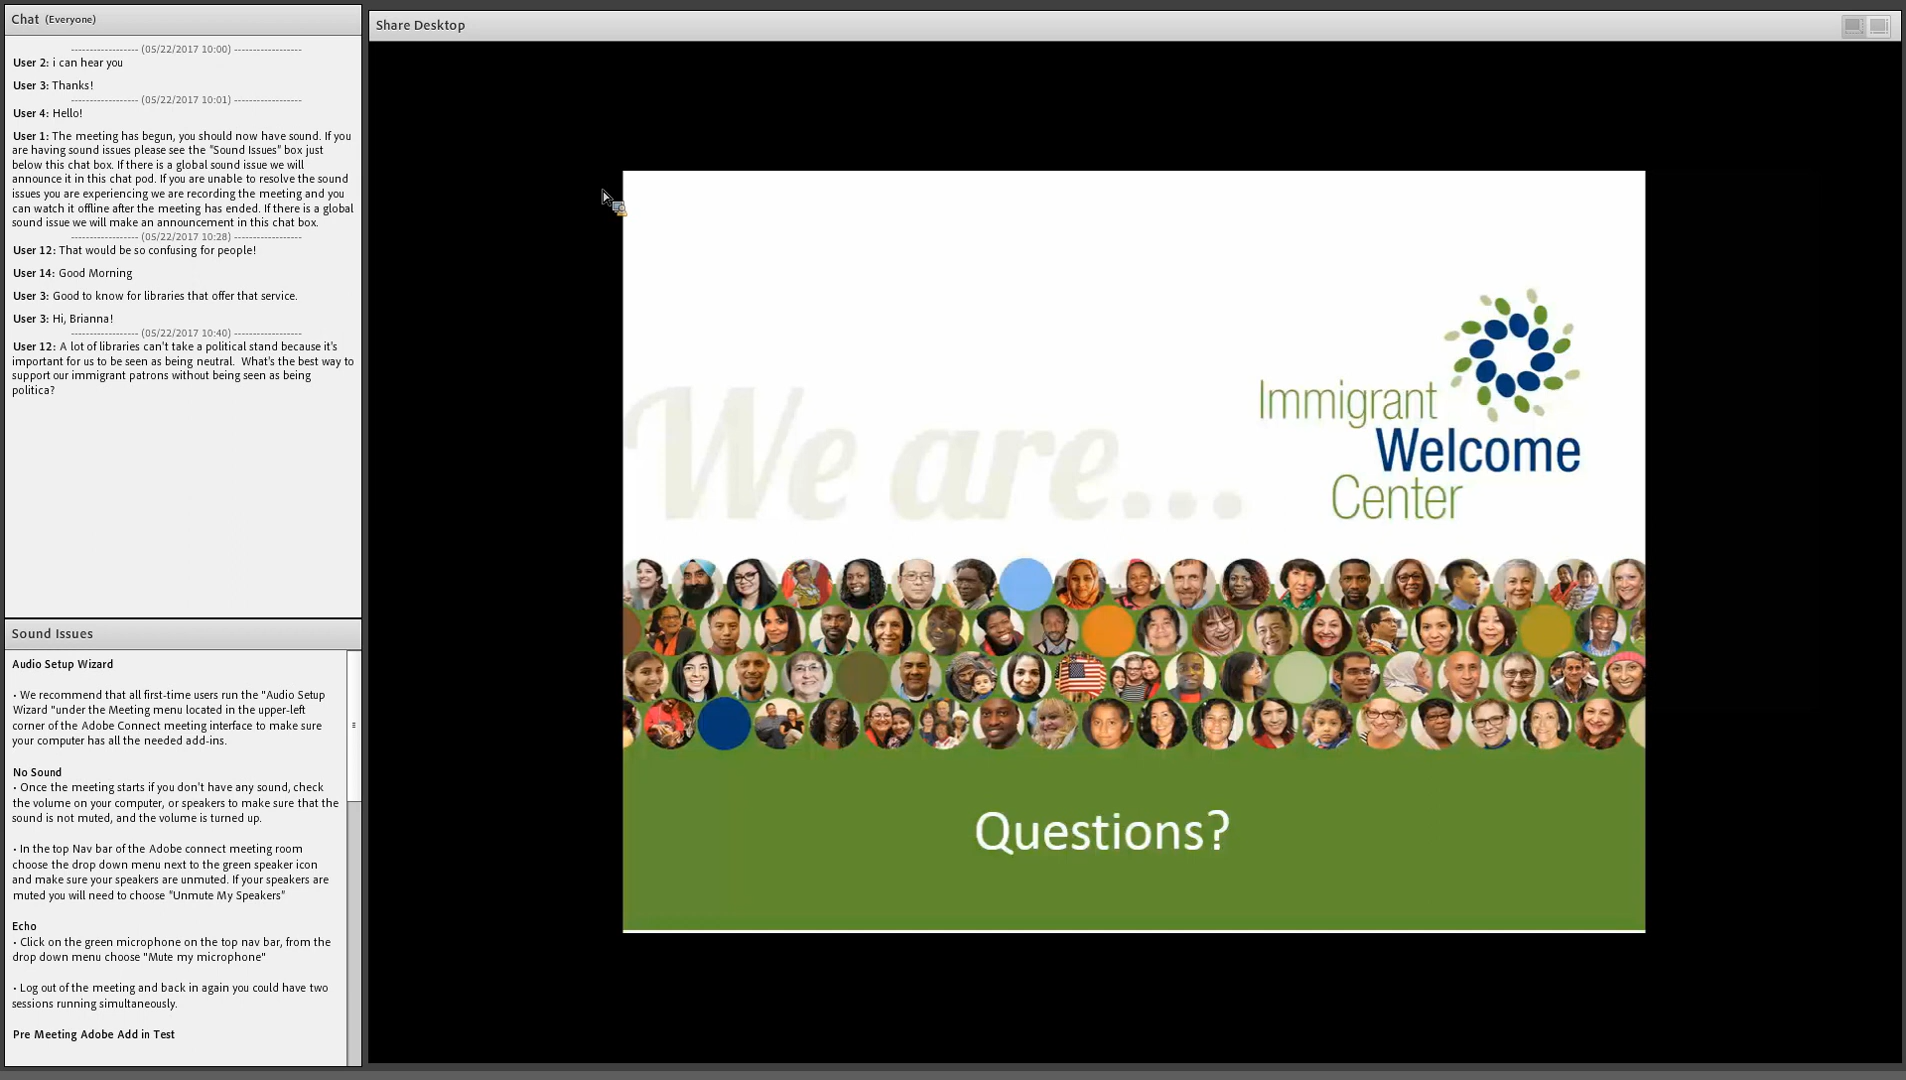 Chat (Everyone)
------------------ (05/22/2017 10:00) ------------------
User 2: i can hear you
User 3: Thanks!
------------------ (05/22/2017 10:01) ------------------
User 4: Hello!
User 1: The meeting has begun, you should now have sound. If you
are having sound issues please see the "Sound Issues" box just
below this chat box. If there is a global sound issue we will
announce it in this chat pod. If you are unable to resolve the sound
issues you are experiencing we are recording the meeting and you
can watch it offline after the meeting has ended. If there is a global
sound issue we will make an announcement in this chat box.
------------------ (05/22/2017 10:28) ------------------
User 12: That would be so confusing for people!
User 14: Good Morning
User 3: Good to know for libraries that offer that service.
User 3: Hi, Brianna!
------------------ (05/22/2017 10:40) ------------------
User 12: A lot of libraries can't take a political stand because it's
important for us to be seen as being neutral.  What's the best way to
support our immigrant patrons without being seen as being
politica?
Sound Issues
Audio Setup Wizard
• We recommend that all first-time users run the "Audio Setup
Wizard "under the Meeting menu located in the upper-left
corner of the Adobe Connect meeting interface to make sure
your computer has all the needed add-ins.
No Sound
• Once the meeting starts if you don't have any sound, check
the volume on your computer, or speakers to make sure that the
sound is not muted, and the volume is turned up.
• In the top Nav bar of the Adobe connect meeting room
choose the drop down menu next to the green speaker icon
and make sure your speakers are unmuted. If your speakers are
muted you will need to choose "Unmute My Speakers"
Echo
• Click on the green microphone on the top nav bar, from the
drop down menu choose "Mute my microphone"
• Log out of the meeting and back in again you could have two
sessions running simultaneously.
Pre Meeting Adobe Add in Test
Share Desktop
We are...
Immigrant
Welcome
Center
Questions?